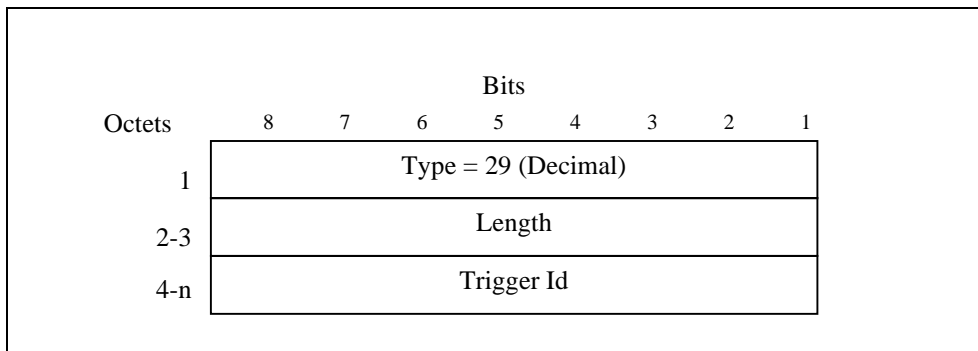 Bits
Octets 8 7 6 5 4 3 2 1
1 Type = 29 (Decimal)
2-3 Length
4-n Trigger Id